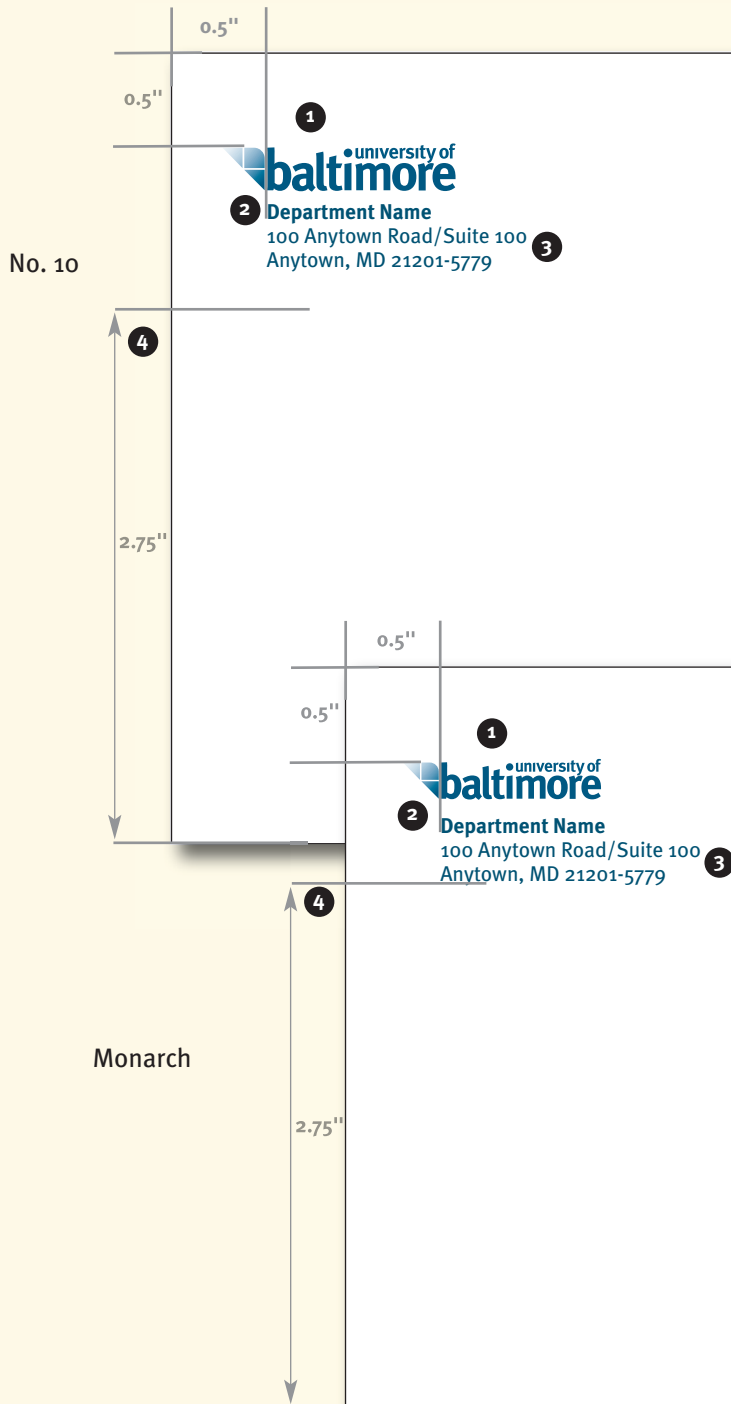 0.5"
0.5"
1
university of
baltimore
2
Department Name
100 Anytown Road/Suite 100
3
Anytown, MD 21201-5779
No. 10
4
2.75"
0.5"
0.5"
1
university of
baltimore
2
Department Name
100 Anytown Road/Suite 100
3
Anytown, MD 21201-5779
4
Monarch
2.75"